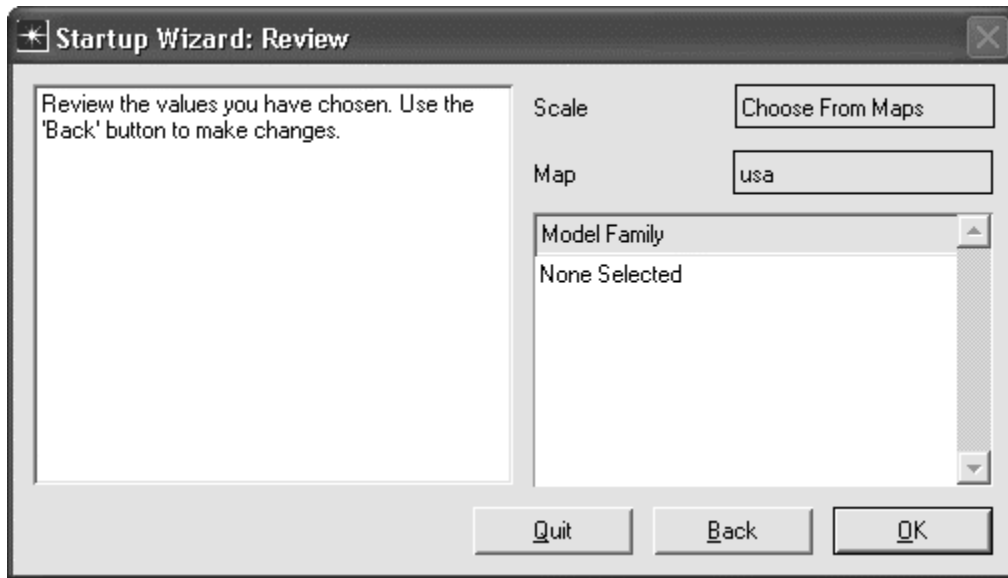 Startup Wizard: Review
Review the values you have chosen. Use the
'Back' button to make changes.
Scale
Choose From Maps
Map
usa
Model Family
None Selected
Quit
Back
OK